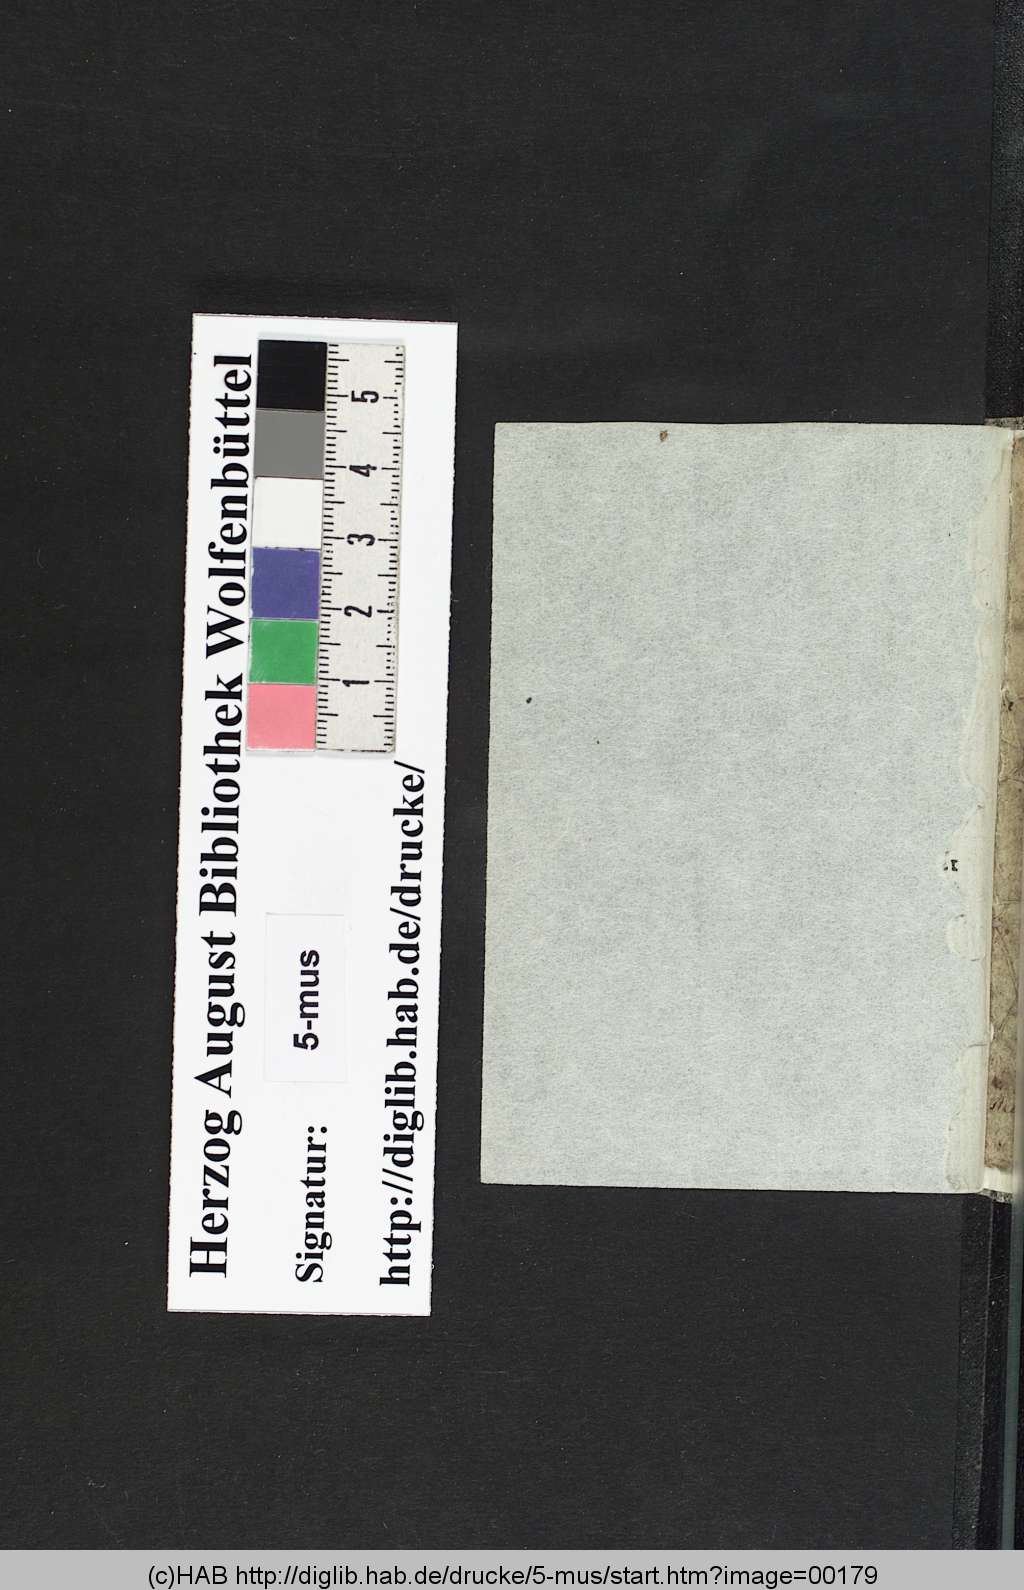 Herzog August Bibliothek Wolfenbüttel
Signatur: 5-mus
http://diglib.hab.de/drucke/
1 2 3 4 5
(c)HAB http://diglib.hab.de/drucke/5-mus/start.htm?image=00179